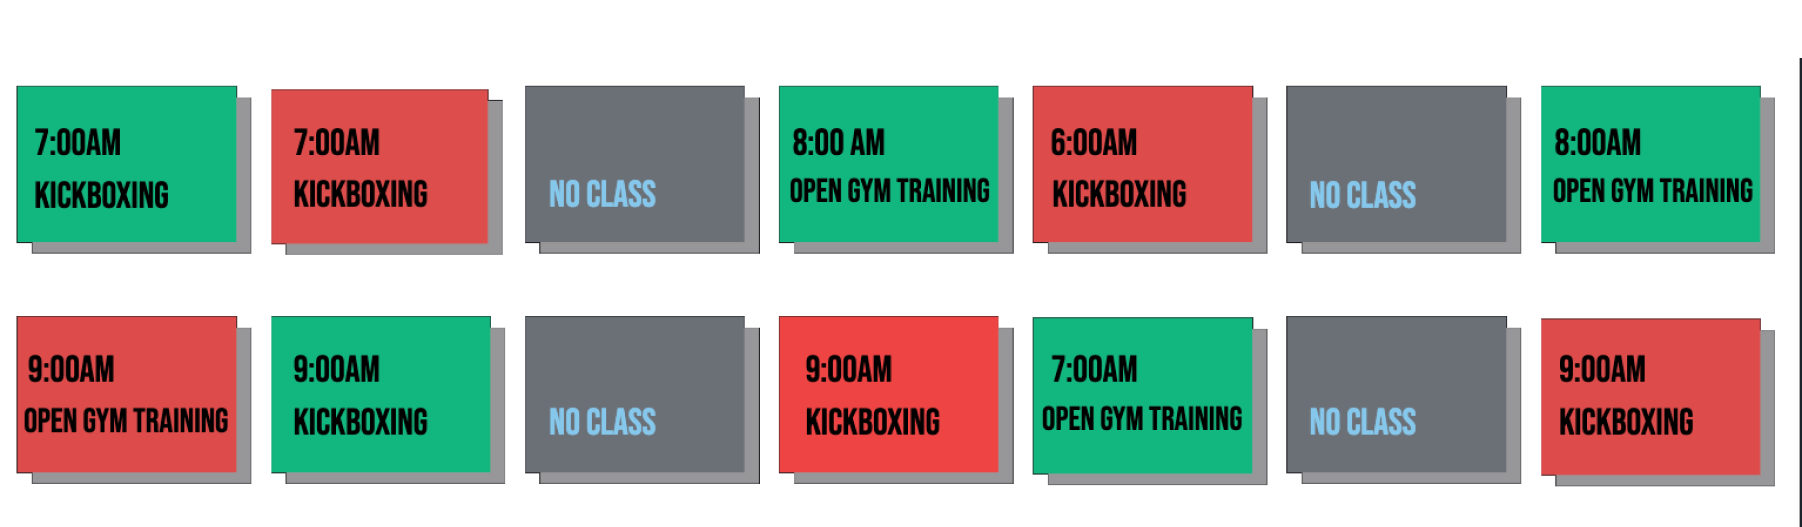 7:00AM
KICKBOXING
7:00AM
KICKBOXING
NO CLASS
8:00 AM
OPEN GYM TRAINING
6:00AM
KICKBOXING
NO CLASS
8:00AM
OPEN GYM TRAINING
9:00AM
OPEN GYM TRAINING
9:00AM
KICKBOXING
NO CLASS
9:00AM
KICKBOXING
7:00AM
OPEN GYM TRAINING
NO CLASS
9:00AM
KICKBOXING